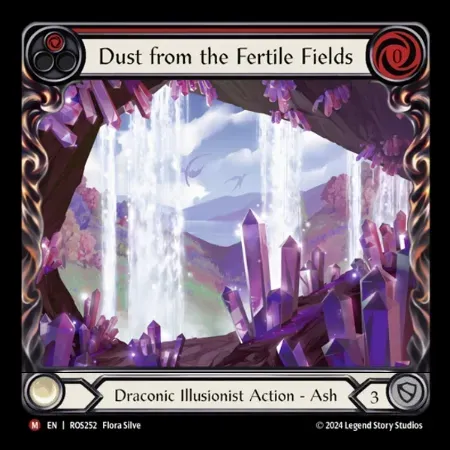 Dust from the Fertile Fields
0
Draconic Illusionist Action - Ash
3
M EN | ROS252 Flora Silve © 2024 Legend Story Studios